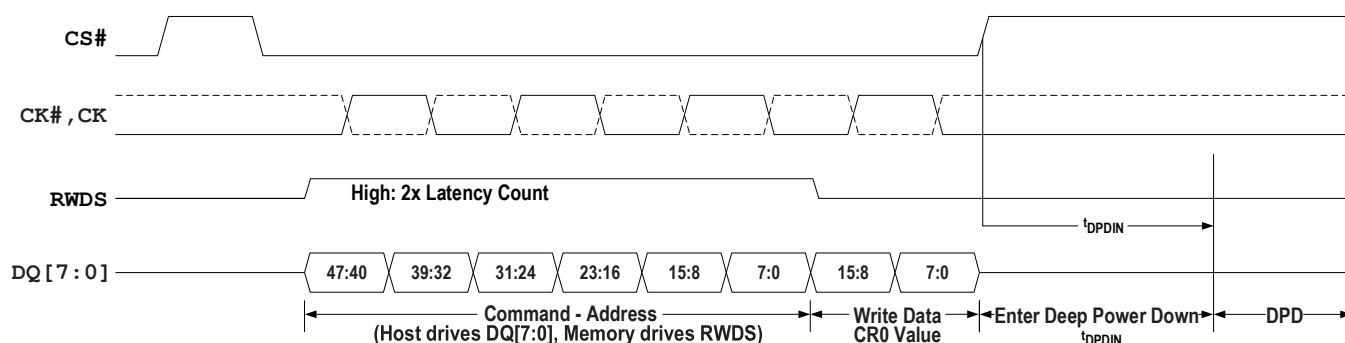 CS#
CK#,CK
RWDS
High: 2x Latency Count
tDPDIN
DQ[7:0]
47:40 39:32 31:24 23:16 15:8 7:0 15:8 7:0
Command - Address
(Host drives DQ[7:0], Memory drives RWDS)
Write Data
CR0 Value
Enter Deep Power Down
tDPDIN
DPD